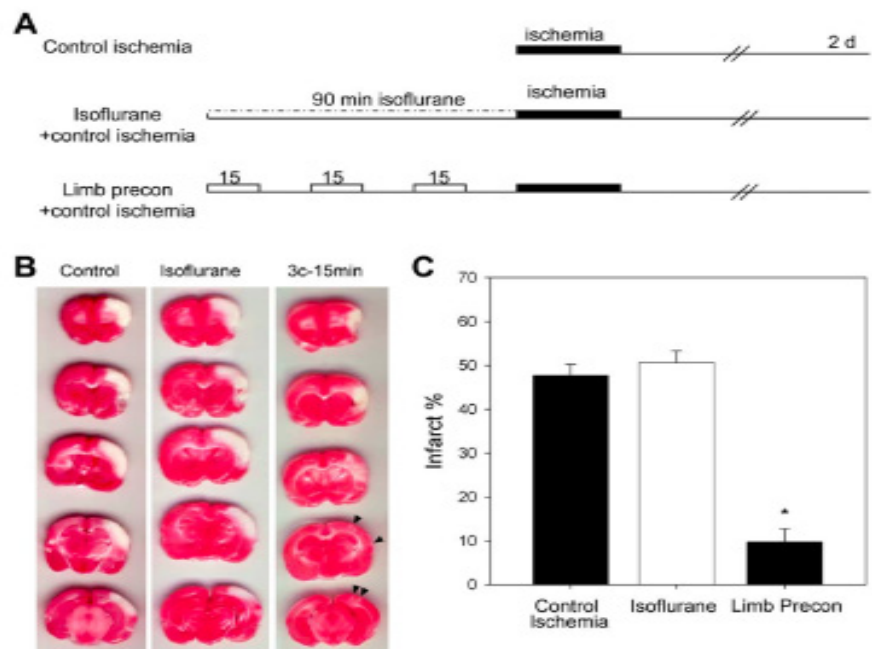 A
Control ischemia
ischemia
2 d
Isoflurane
+control ischemia
90 min isoflurane
ischemia
Limb precon
+control ischemia
15 15 15
B
Control Isoflurane 3c-15min
C
Infarct %
70
60
50
40
30
20
10
0
*
Control
Ischemia
Isoflurane
Limb Precon